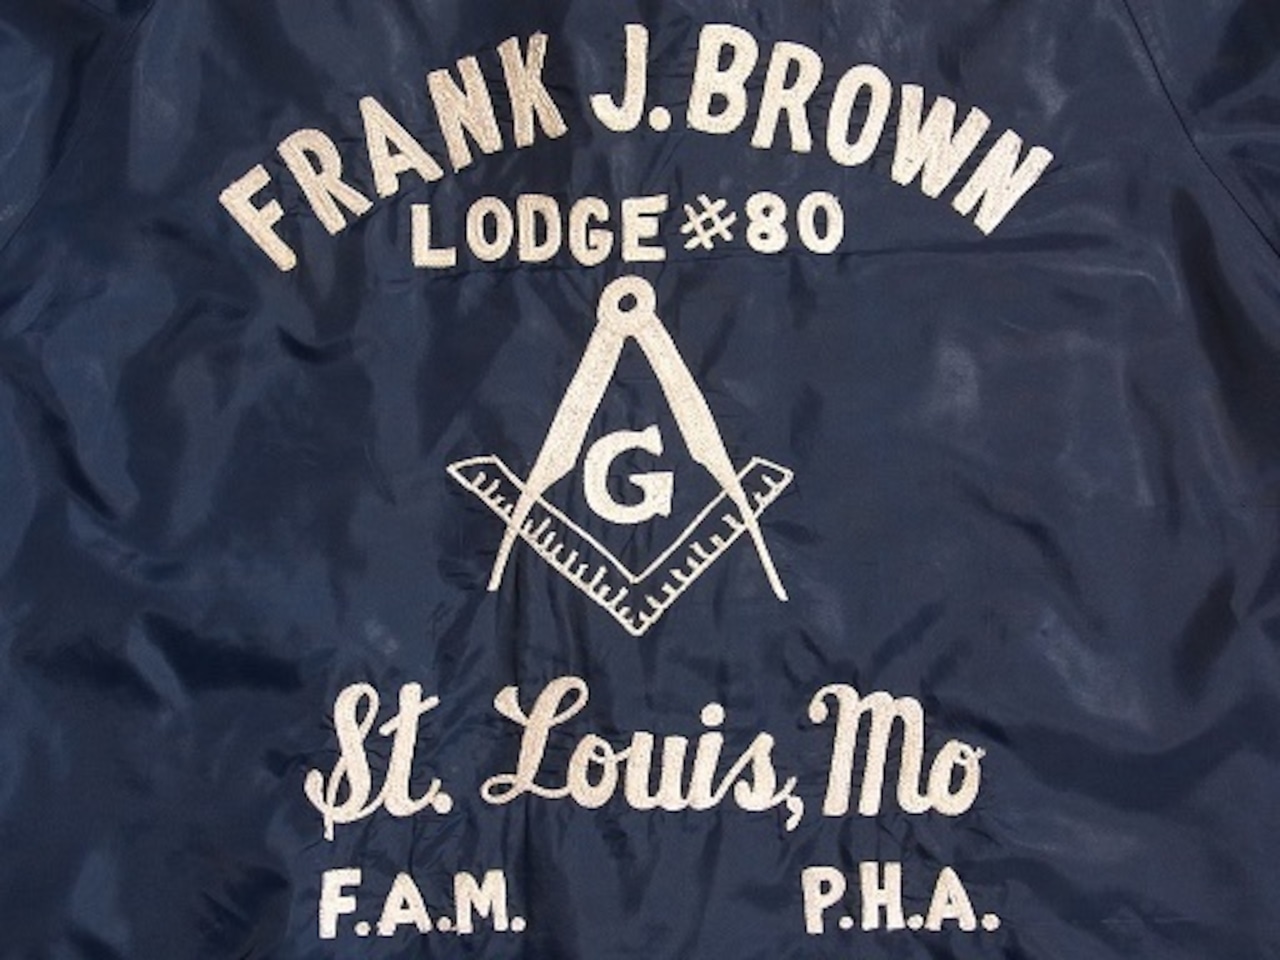 FRANK J. BROWN
LODGE #80
G
St. Louis, Mo
F.A.M. P.H.A.